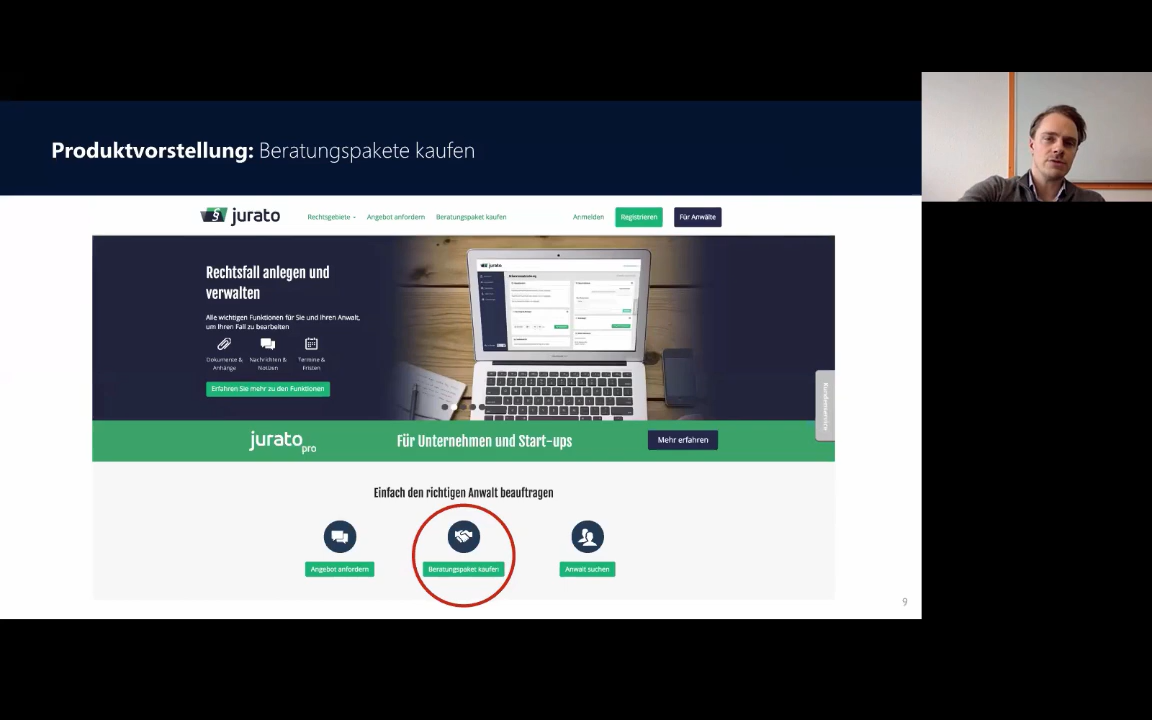 Produktvorstellung: Beratungspakete kaufen
§ jurato
Rechtsgebiete
Angebot anfordern
Beratungspaket kaufen
Anmelden
Registrieren
Für Anwälte
Rechtsfall anlegen und
verwalten
Alle wichtigen Funktionen für Sie und Ihren Anwalt,
um Ihren Fall zu bearbeiten
Dokumente &
Anhänge
Nachrichten &
Notizen
Termine &
Fristen
Erfahren Sie mehr zu den Funktionen
jurato
jurato pro
Für Unternehmen und Start-ups
Mehr erfahren
Einfach den richtigen Anwalt beauftragen
Angebot anfordern
Beratungspaket kaufen
Anwalt suchen
9